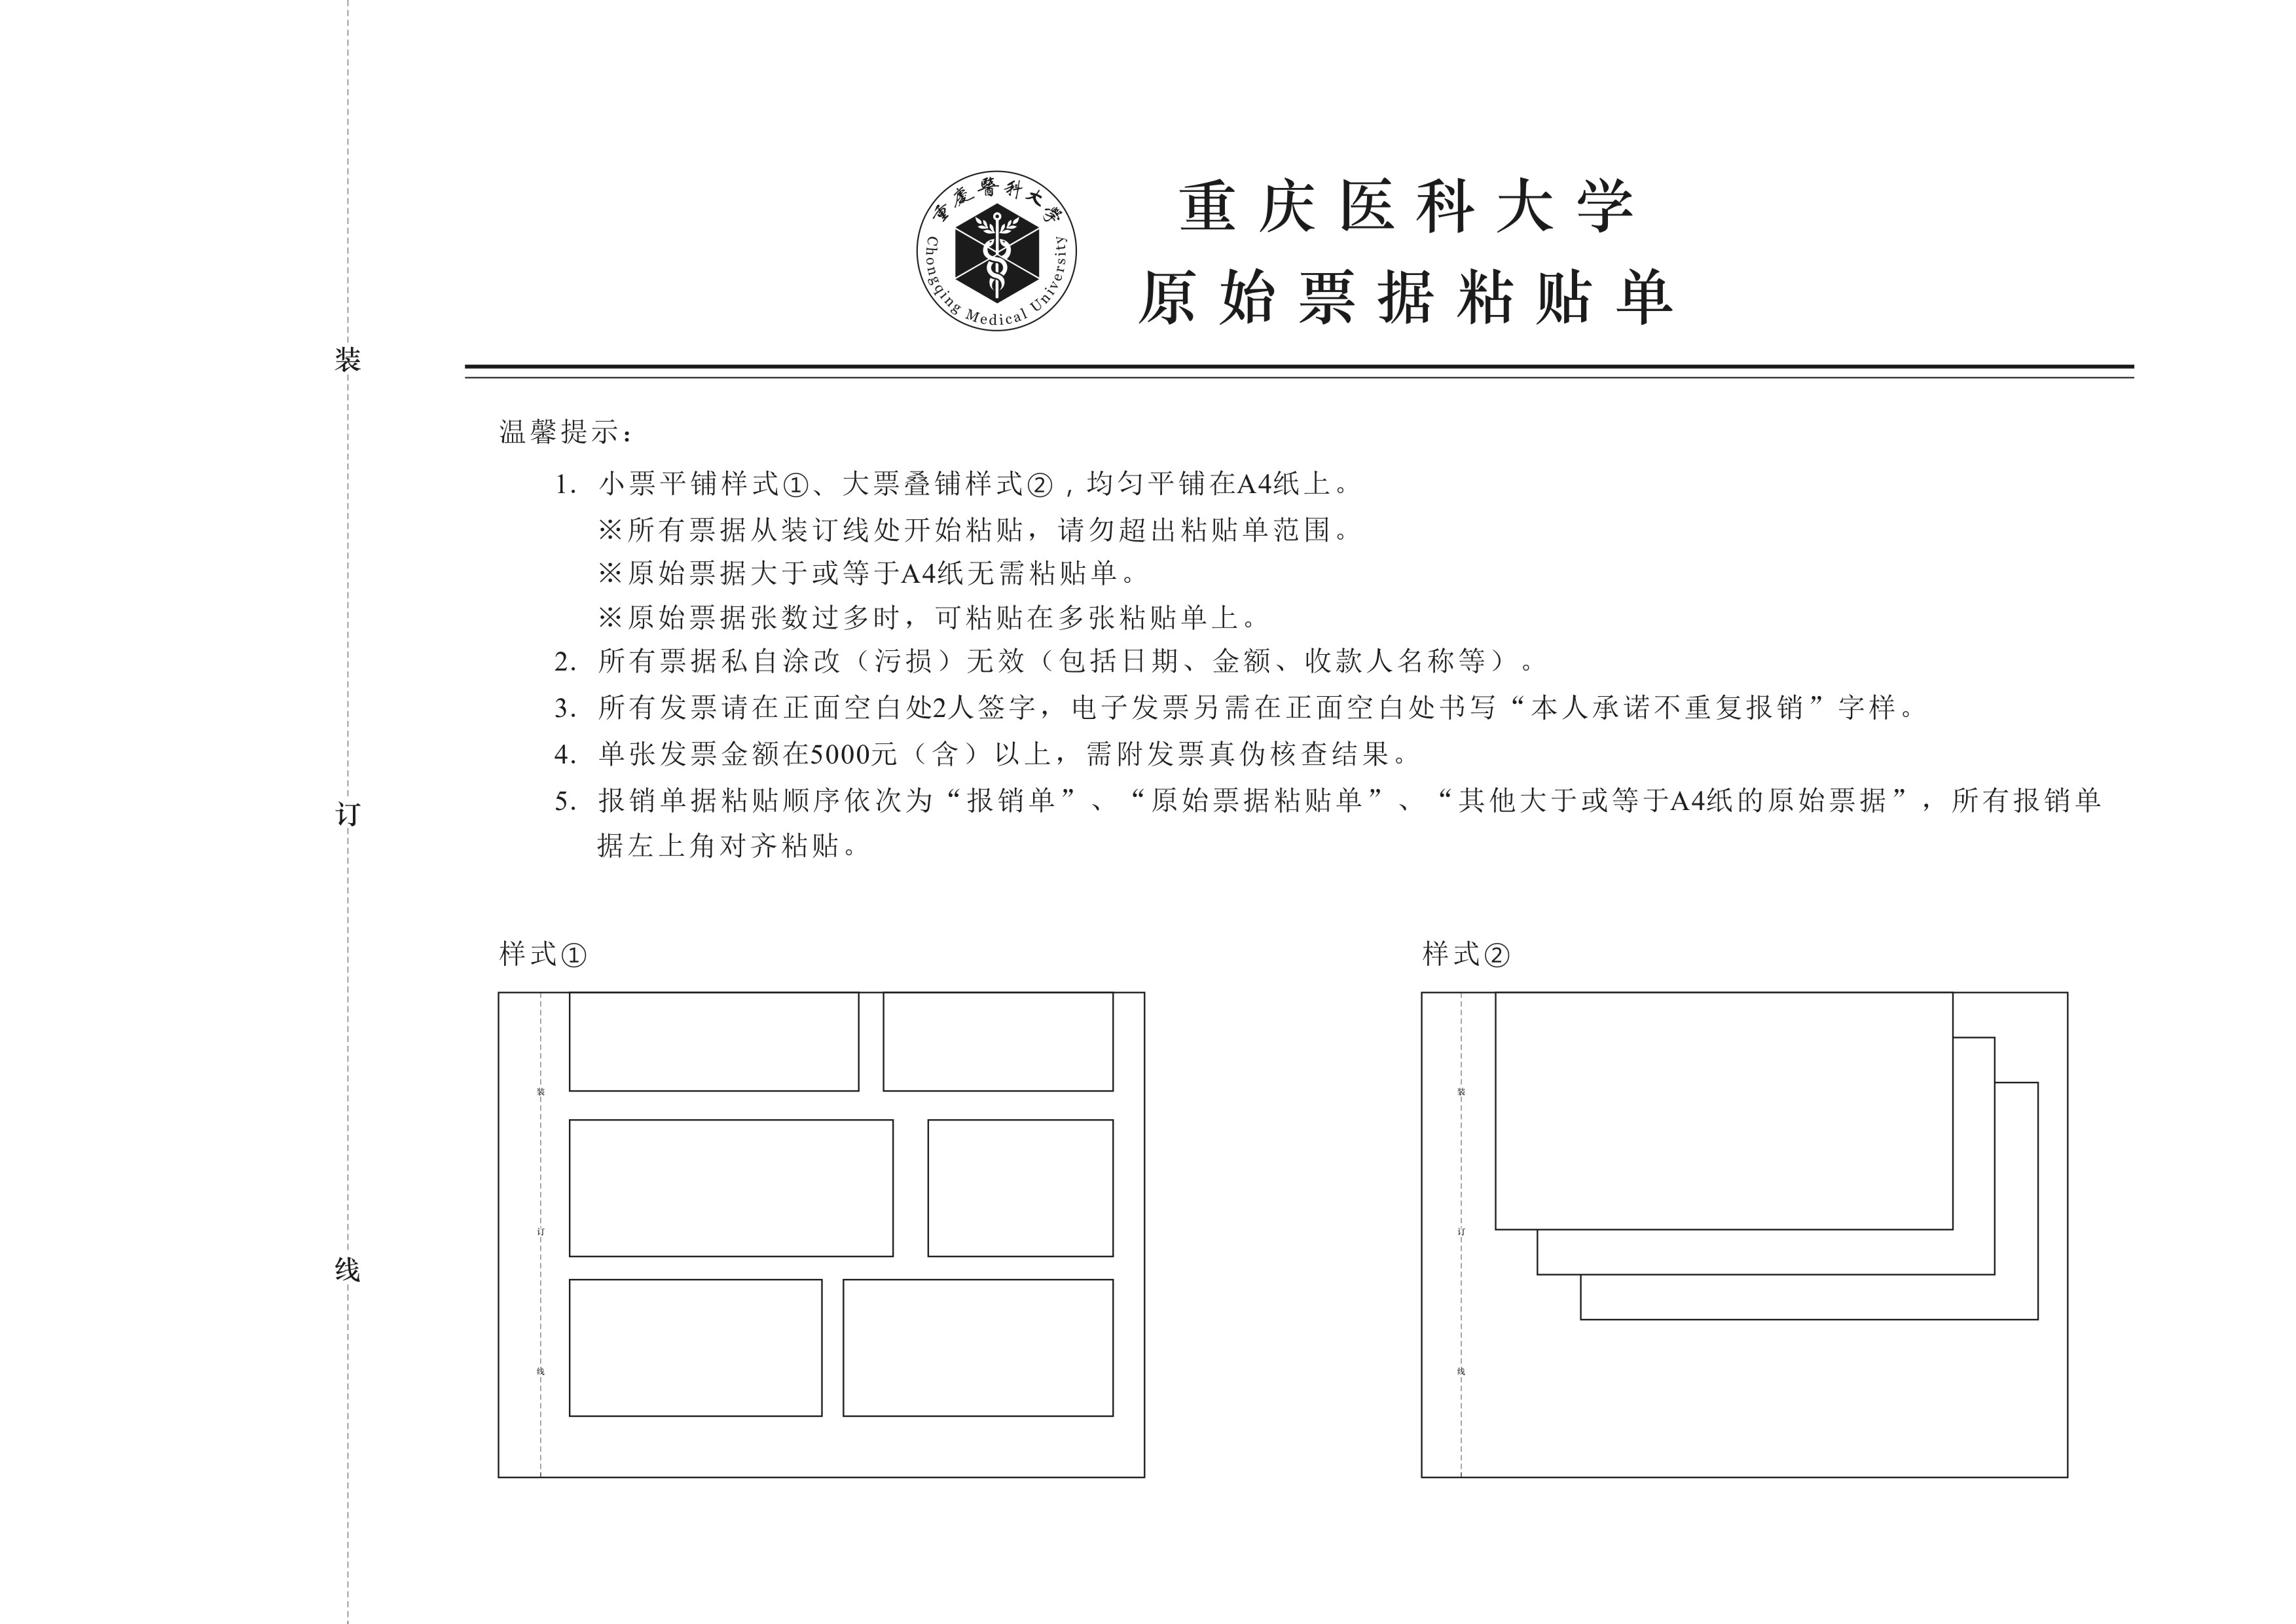 重慶醫科大學
Chongqing Medical University
重庆医科大学
原始票据粘贴单
装
订
线
温馨提示：
1. 小票平铺样式①、大票叠铺样式②，均匀平铺在A4纸上。
※所有票据从装订线处开始粘贴，请勿超出粘贴单范围。
※原始票据大于或等于A4纸无需粘贴单。
※原始票据张数过多时，可粘贴在多张粘贴单上。
2. 所有票据私自涂改（污损）无效（包括日期、金额、收款人名称等）。
3. 所有发票请在正面空白处2人签字，电子发票另需在正面空白处书写“本人承诺不重复报销”字样。
4. 单张发票金额在5000元（含）以上，需附发票真伪核查结果。
5. 报销单据粘贴顺序依次为“报销单”、“原始票据粘贴单”、“其他大于或等于A4纸的原始票据”，所有报销单
据左上角对齐粘贴。
样式①
装
订
线
样式②
装
订
线